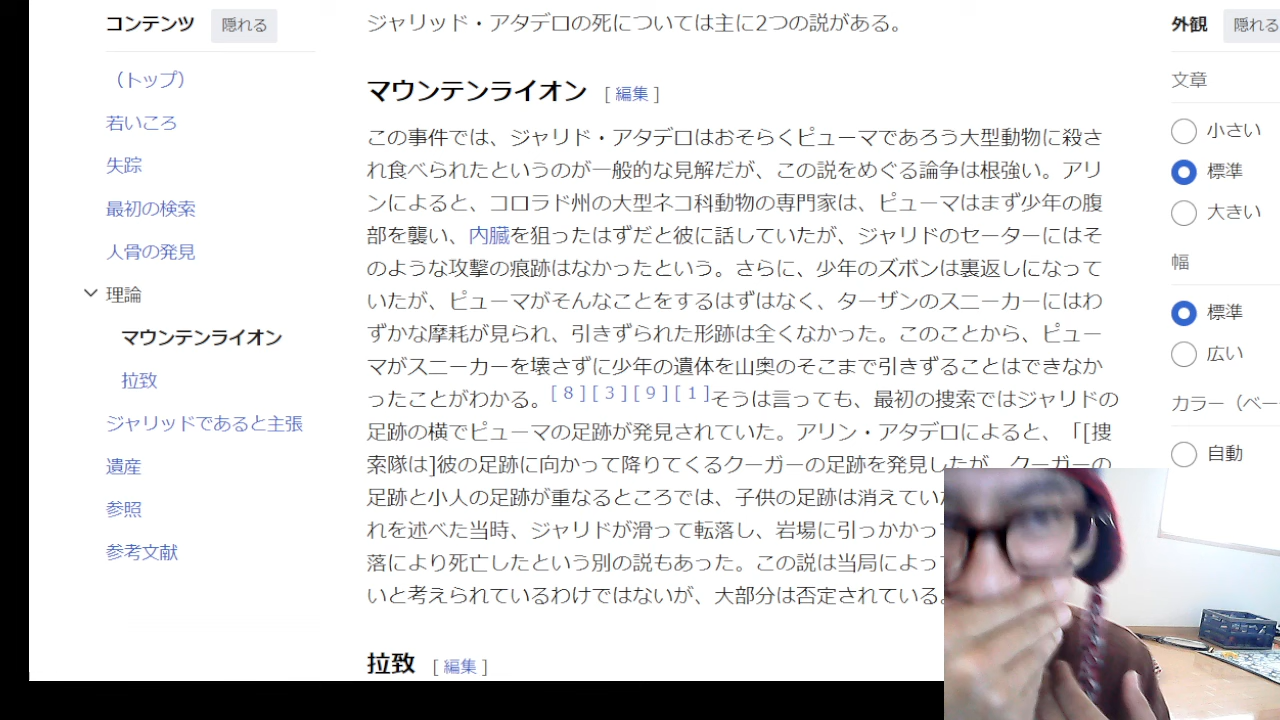 コンテンツ 隠れる
（トップ）
若いころ
失踪
最初の検索
人骨の発見
理論
マウンテンライオン
拉致
ジャリッドであると主張
遺産
参照
参考文献
ジャリッド・アタデロの死については主に2つの説がある。
マウンテンライオン [ 編集 ]
この事件では、ジャリド・アタデロはおそらくピューマであろう大型動物に殺さ
れ食べられたというのが一般的な見解だが、この説をめぐる論争は根強い。アリ
ンによると、コロラド州の大型ネコ科動物の専門家は、ピューマはまず少年の腹
部を襲い、内臓を狙ったはずだと彼に話していたが、ジャリドのセーターにはそ
のような攻撃の痕跡はなかったという。さらに、少年のズボンは裏返しになって
いたが、ピューマがそんなことをするはずはなく、ターザンのスニーカーにはわ
ずかな摩耗が見られ、引きずられた形跡は全くなかった。このことから、ピュー
マがスニーカーを壊さずに少年の遺体を山奥のそこまで引きずることはできなか
ったことがわかる。[ 8 ] [ 3 ] [ 9 ] [ 1 ]そうは言っても、最初の捜索ではジャリドの
足跡の横でピューマの足跡が発見されていた。アリン・アタデロによると、「[捜
索隊は]彼の足跡に向かって降りてくるクーガーの足跡を発見したが、クーガーの
足跡と小人の足跡が重なるところでは、子供の足跡は消えてい
れを述べた当時、ジャリドが滑って転落し、岩場に引っかかっ
落により死亡したという別の説もあった。この説は当局によっ
いと考えられているわけではないが、大部分は否定されている。
拉致 [ 編集 ]
外観 隠れる
文章
小さい
標準
大きい
幅
標準
広い
カラー（ベー
自動